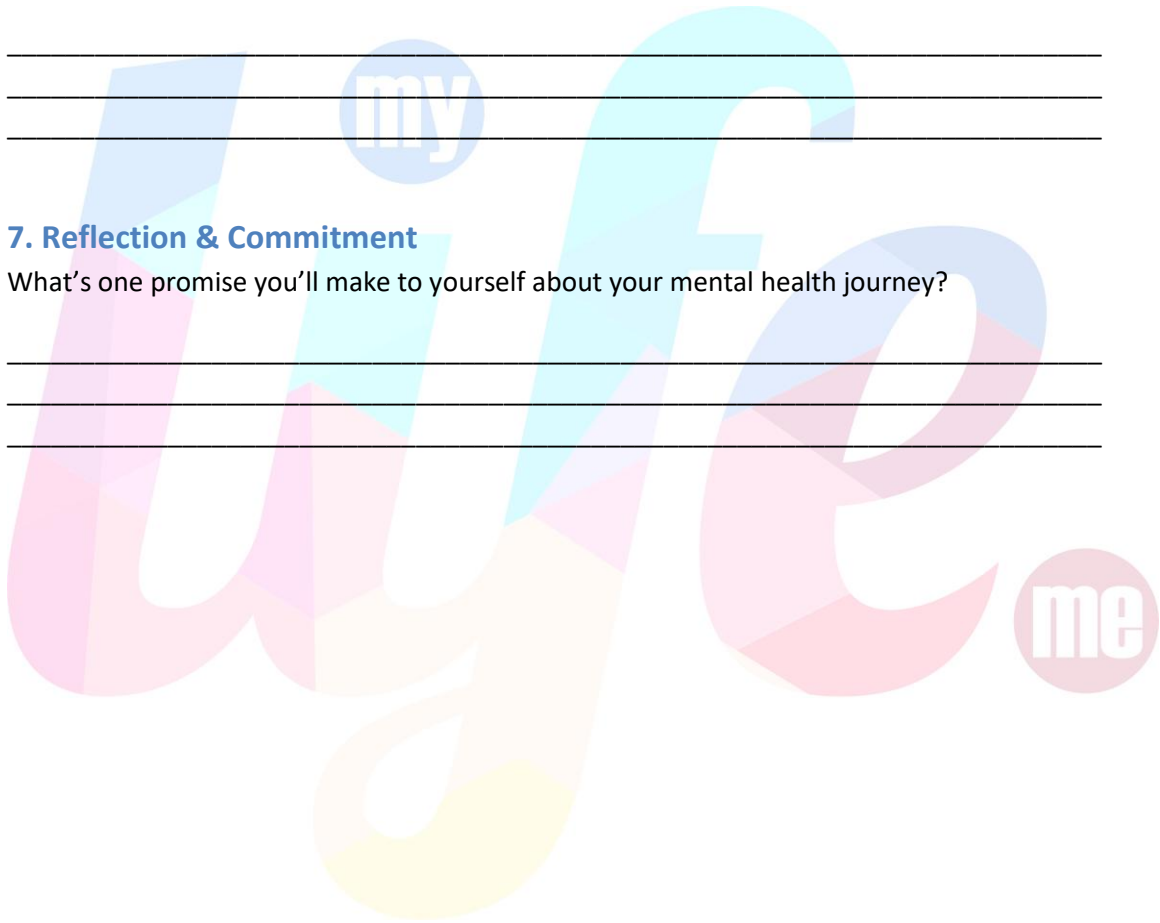 my
7. Reflection & Commitment
What’s one promise you’ll make to yourself about your mental health journey?
life
me